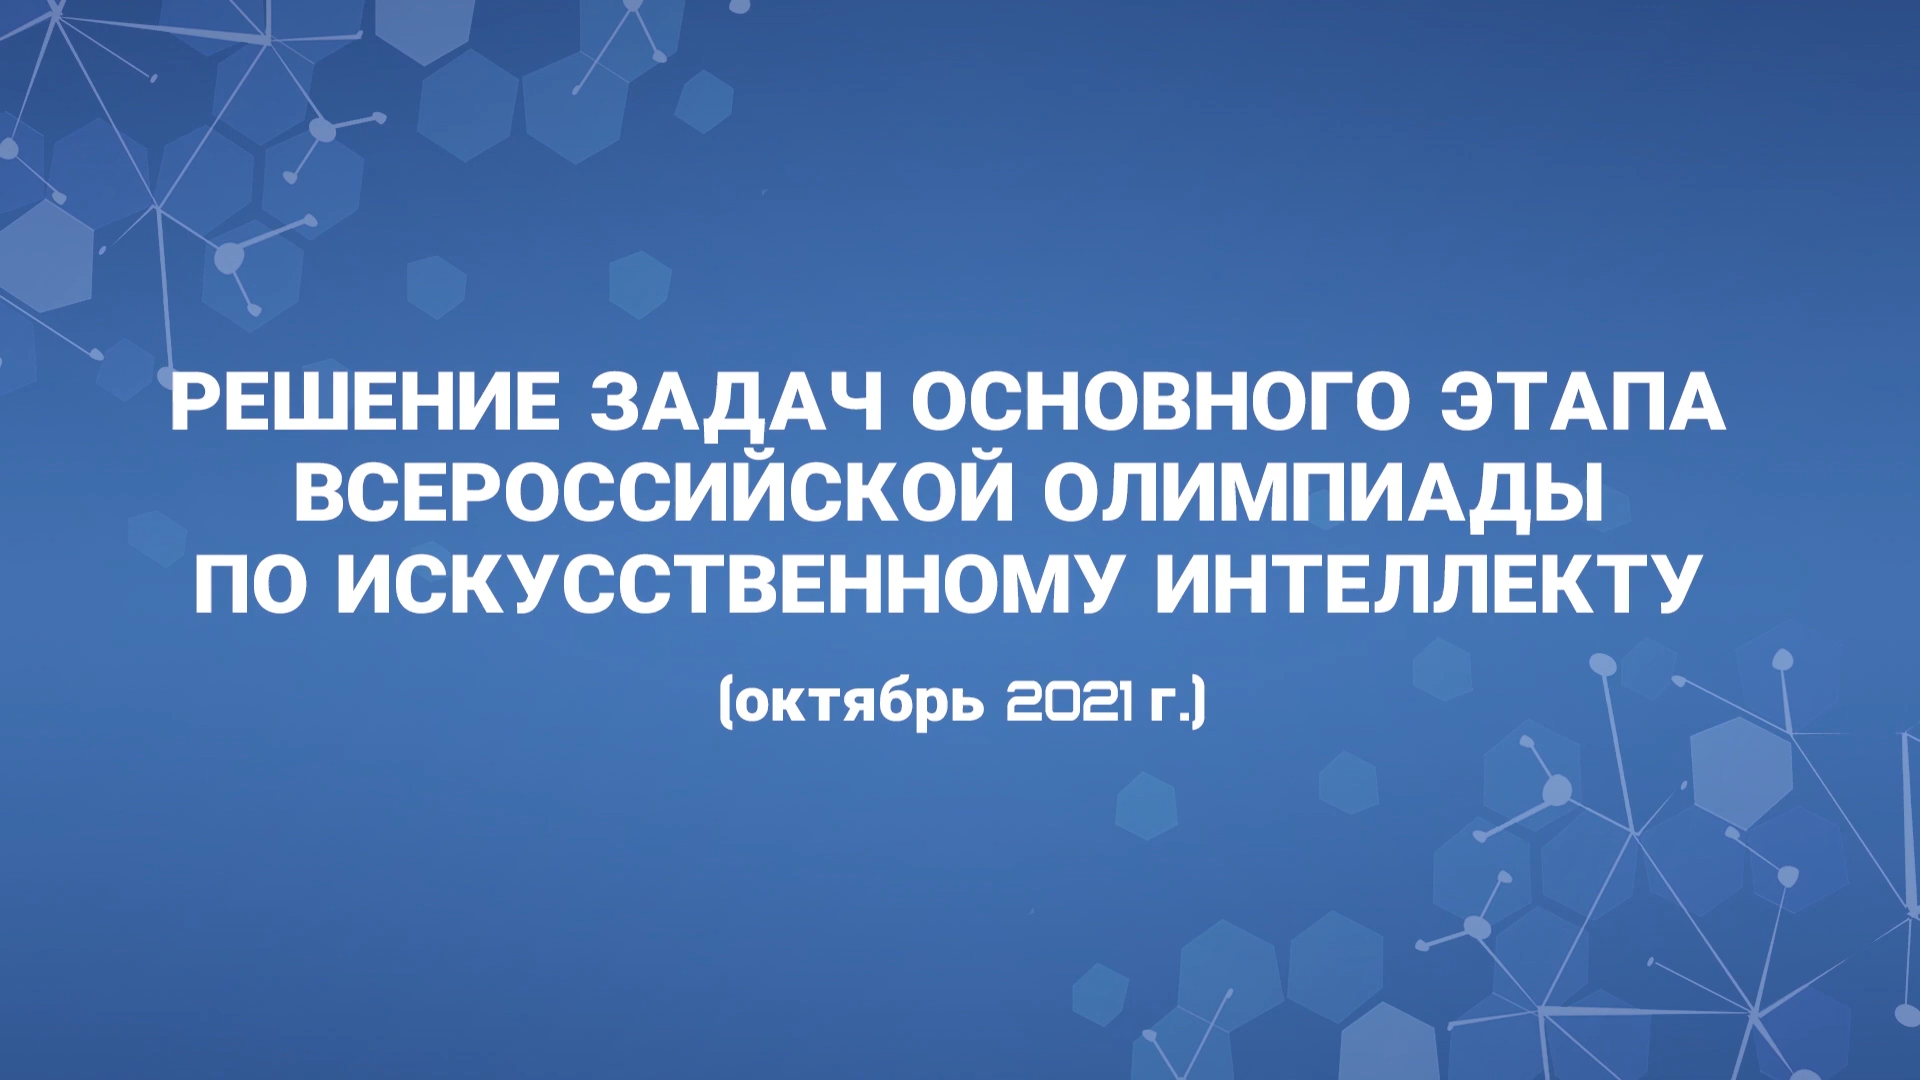 РЕШЕНИЕ ЗАДАЧ ОСНОВНОГО ЭТАПА
ВСЕРОССИЙСКОЙ ОЛИМПИАДЫ
ПО ИСКУССТВЕННОМУ ИНТЕЛЛЕКТУ
(октябрь 2021 г.)